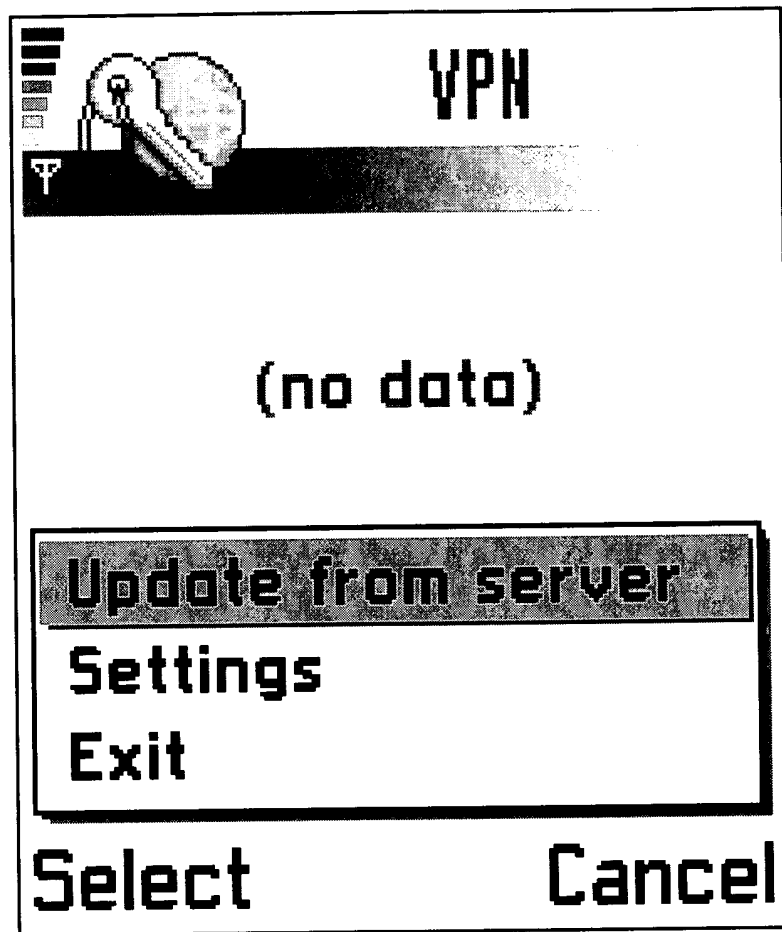 VPN
(no data)
Update from server
Settings
Exit
Select Cancel